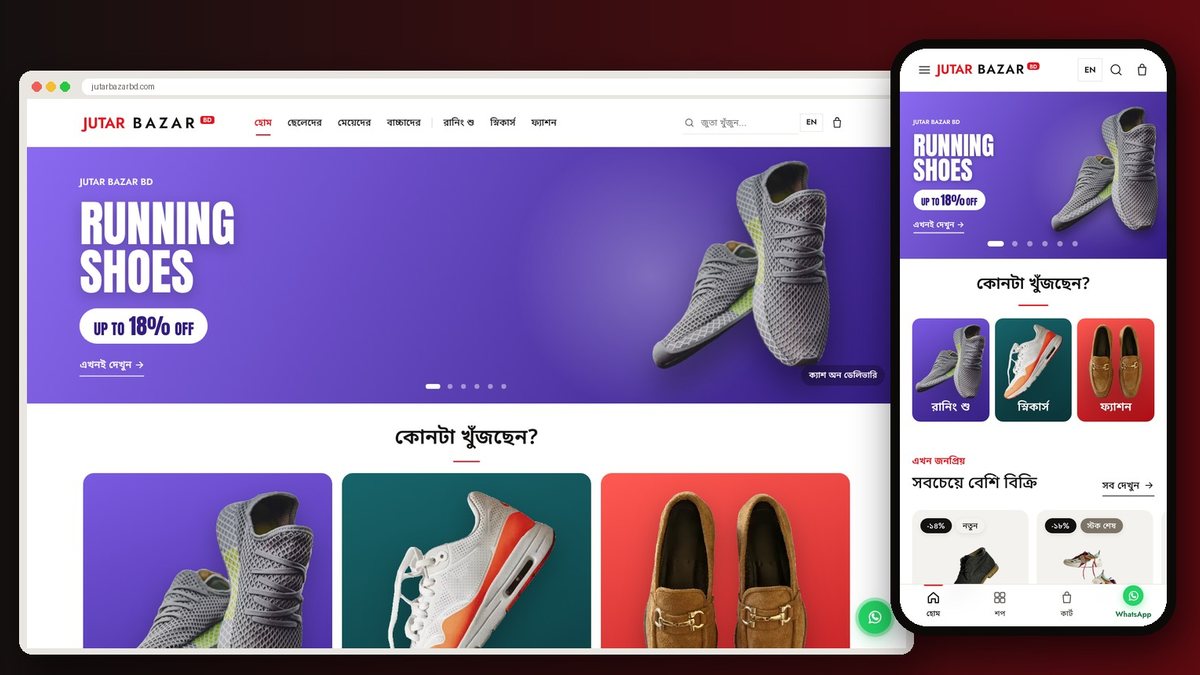 jutarbazarbd.com
JUTAR BAZAR BD
হোম ছেলেদের মেয়েদের বাচ্চাদের রানিং শু স্নিকার্স ফ্যাশন
জুতা খুঁজুন...
EN
JUTAR BAZAR BD
RUNNING
SHOES
UP TO 18% OFF
এখনই দেখুন →
ক্যাশ অন ডেলিভারি
কোনটা খুঁজছেন?
JUTAR BAZAR BD
EN
JUTAR BAZAR BD
RUNNING
SHOES
UP TO 18% OFF
এখনই দেখুন →
কোনটা খুঁজছেন?
রানিং শু
স্নিকার্স
ফ্যাশন
এখন জনপ্রিয়
সবচেয়ে বেশি বিক্রি
সব দেখুন →
-১৪% নতুন
-১৮% স্টক শেষ
হোম শপ কার্ট WhatsApp